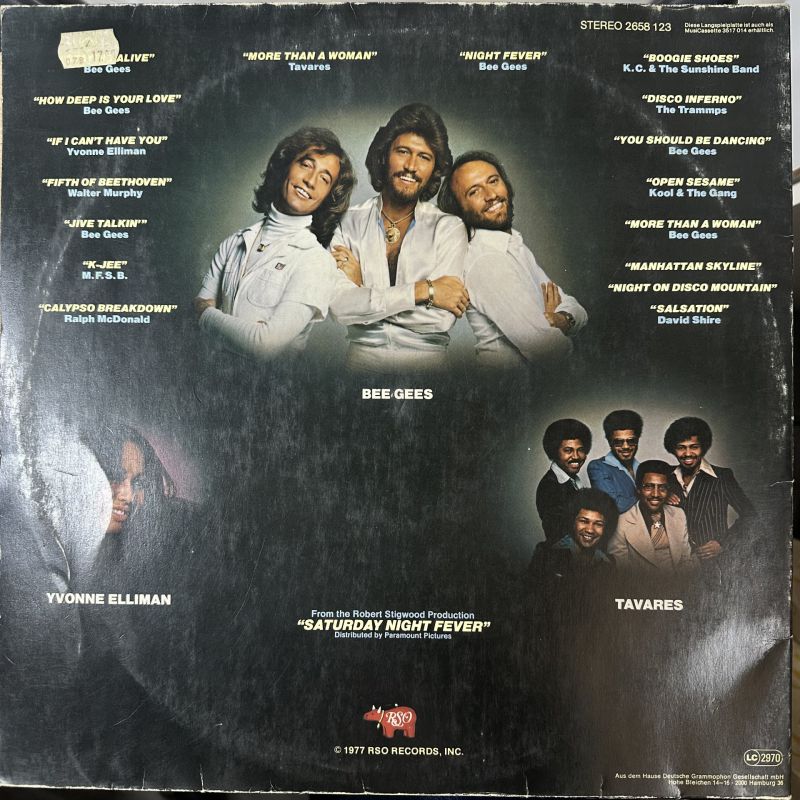 STEREO 2658 123
Diese Langspielplatte ist auch als
MusiCassette 3517 014 erhältlich.
ALIVE"
Bee Gees
"MORE THAN A WOMAN"
Tavares
"NIGHT FEVER"
Bee Gees
"BOOGIE SHOES"
K.C. & The Sunshine Band
"HOW DEEP IS YOUR LOVE"
Bee Gees
"DISCO INFERNO"
The Trammps
"IF I CAN'T HAVE YOU"
Yvonne Elliman
"YOU SHOULD BE DANCING"
Bee Gees
"FIFTH OF BEETHOVEN"
Walter Murphy
"OPEN SESAME"
Kool & The Gang
"JIVE TALKIN'"
Bee Gees
"MORE THAN A WOMAN"
Bee Gees
"K-JEE"
M.F.S.B.
"MANHATTAN SKYLINE"
"NIGHT ON DISCO MOUNTAIN"
"CALYPSO BREAKDOWN"
Ralph McDonald
"SALSATION"
David Shire
BEE GEES
YVONNE ELLIMAN
TAVARES
From the Robert Stigwood Production
"SATURDAY NIGHT FEVER"
Distributed by Paramount Pictures
RSO
© 1977 RSO RECORDS, INC.
LC 2970
Aus dem Hause Deutsche Grammophon Gesellschaft mbH
Hohe Bleichen 14-16 - 2000 Hamburg 36